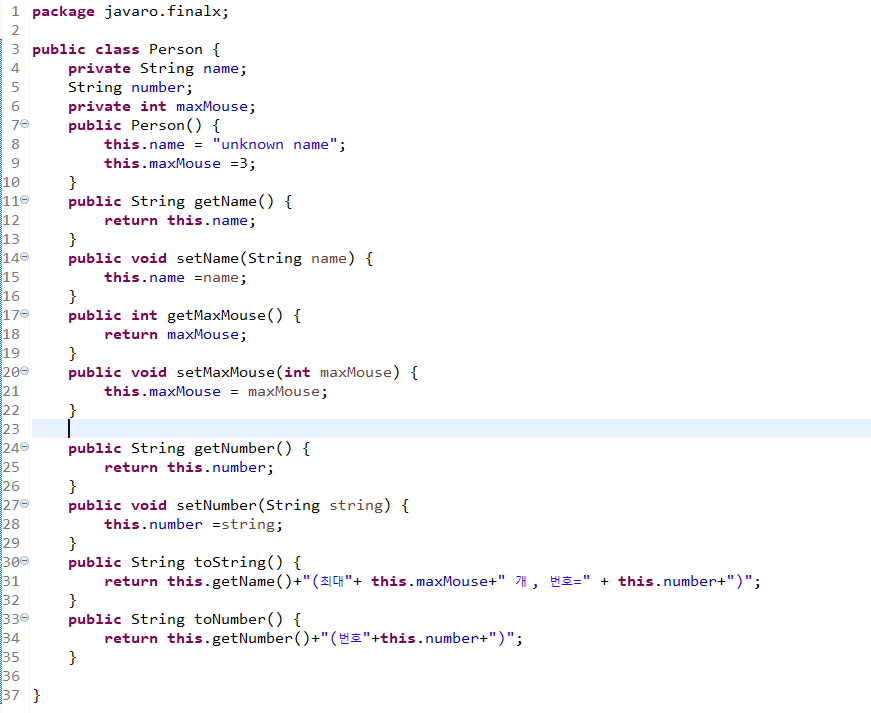 1 package javaro.finalx;
2
3 public class Person {
4     private String name;
5     String number;
6     private int maxMouse;
7     public Person() {
8         this.name = "unknown name";
9         this.maxMouse =3;
10     }
11     public String getName() {
12         return this.name;
13     }
14     public void setName(String name) {
15         this.name =name;
16     }
17     public int getMaxMouse() {
18         return maxMouse;
19     }
20     public void setMaxMouse(int maxMouse) {
21         this.maxMouse = maxMouse;
22     }
23
24     public String getNumber() {
25         return this.number;
26     }
27     public void setNumber(String string) {
28         this.number =string;
29     }
30     public String toString() {
31         return this.getName()+"(최대"+ this.maxMouse+" 개 , 번호=" + this.number+")";
32     }
33     public String toNumber() {
34         return this.getNumber()+"(번호"+this.number+")";
35     }
36
37 }